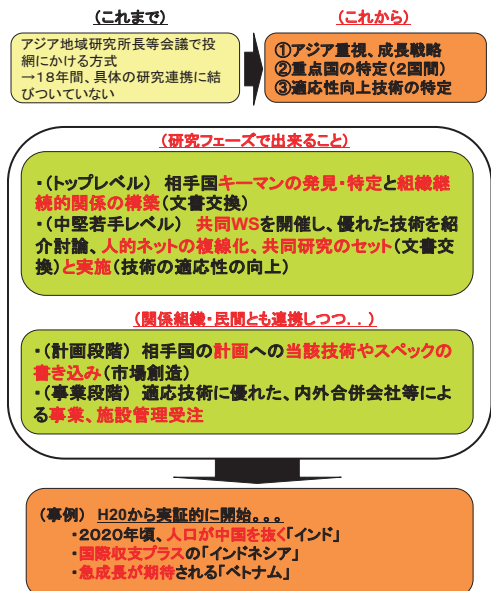 (これまで)
(これから)
アジア地域研究所長等会議で投
網にかける方式
→18年間、具体の研究連携に結
びついていない
①アジア重視、成長戦略
②重点国の特定(2国間)
③適応性向上技術の特定
(研究フェーズで出来ること)
・(トップレベル) 相手国キーマンの発見・特定と組織継
続的関係の構築(文書交換)
・(中堅若手レベル) 共同WSを開催し、優れた技術を紹
介討論、人的ネットの複線化、共同研究のセット(文書交
換)と実施(技術の適応性の向上)
(関係組織・民間とも連携しつつ．．)
・(計画段階) 相手国の計画への当該技術やスペックの
書き込み(市場創造)
・(事業段階) 適応技術に優れた、内外合併会社等によ
る事業、施設管理受注
(事例) H20から実証的に開始。。。
・2020年頃、人口が中国を抜く「インド」
・国際収支プラスの「インドネシア」
・急成長が期待される「ベトナム」